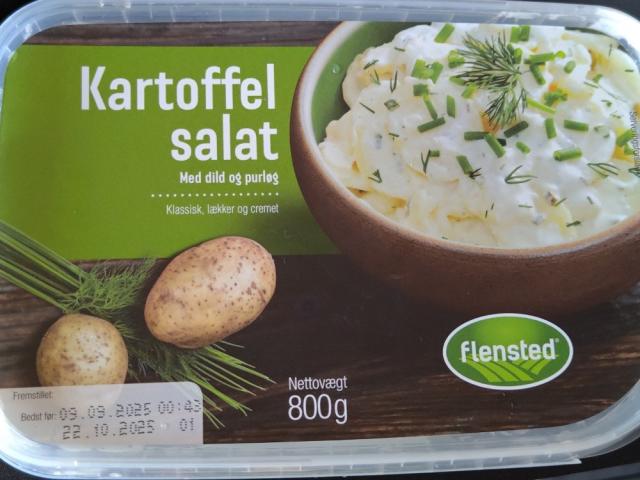 Kartoffel
salat
Med dild og purløg
Klassisk, lækker og cremet
flensted
Nettovægt
800g
Fremstillet:
09.09.2025 00:43
Bedst før:
22.10.2025 01